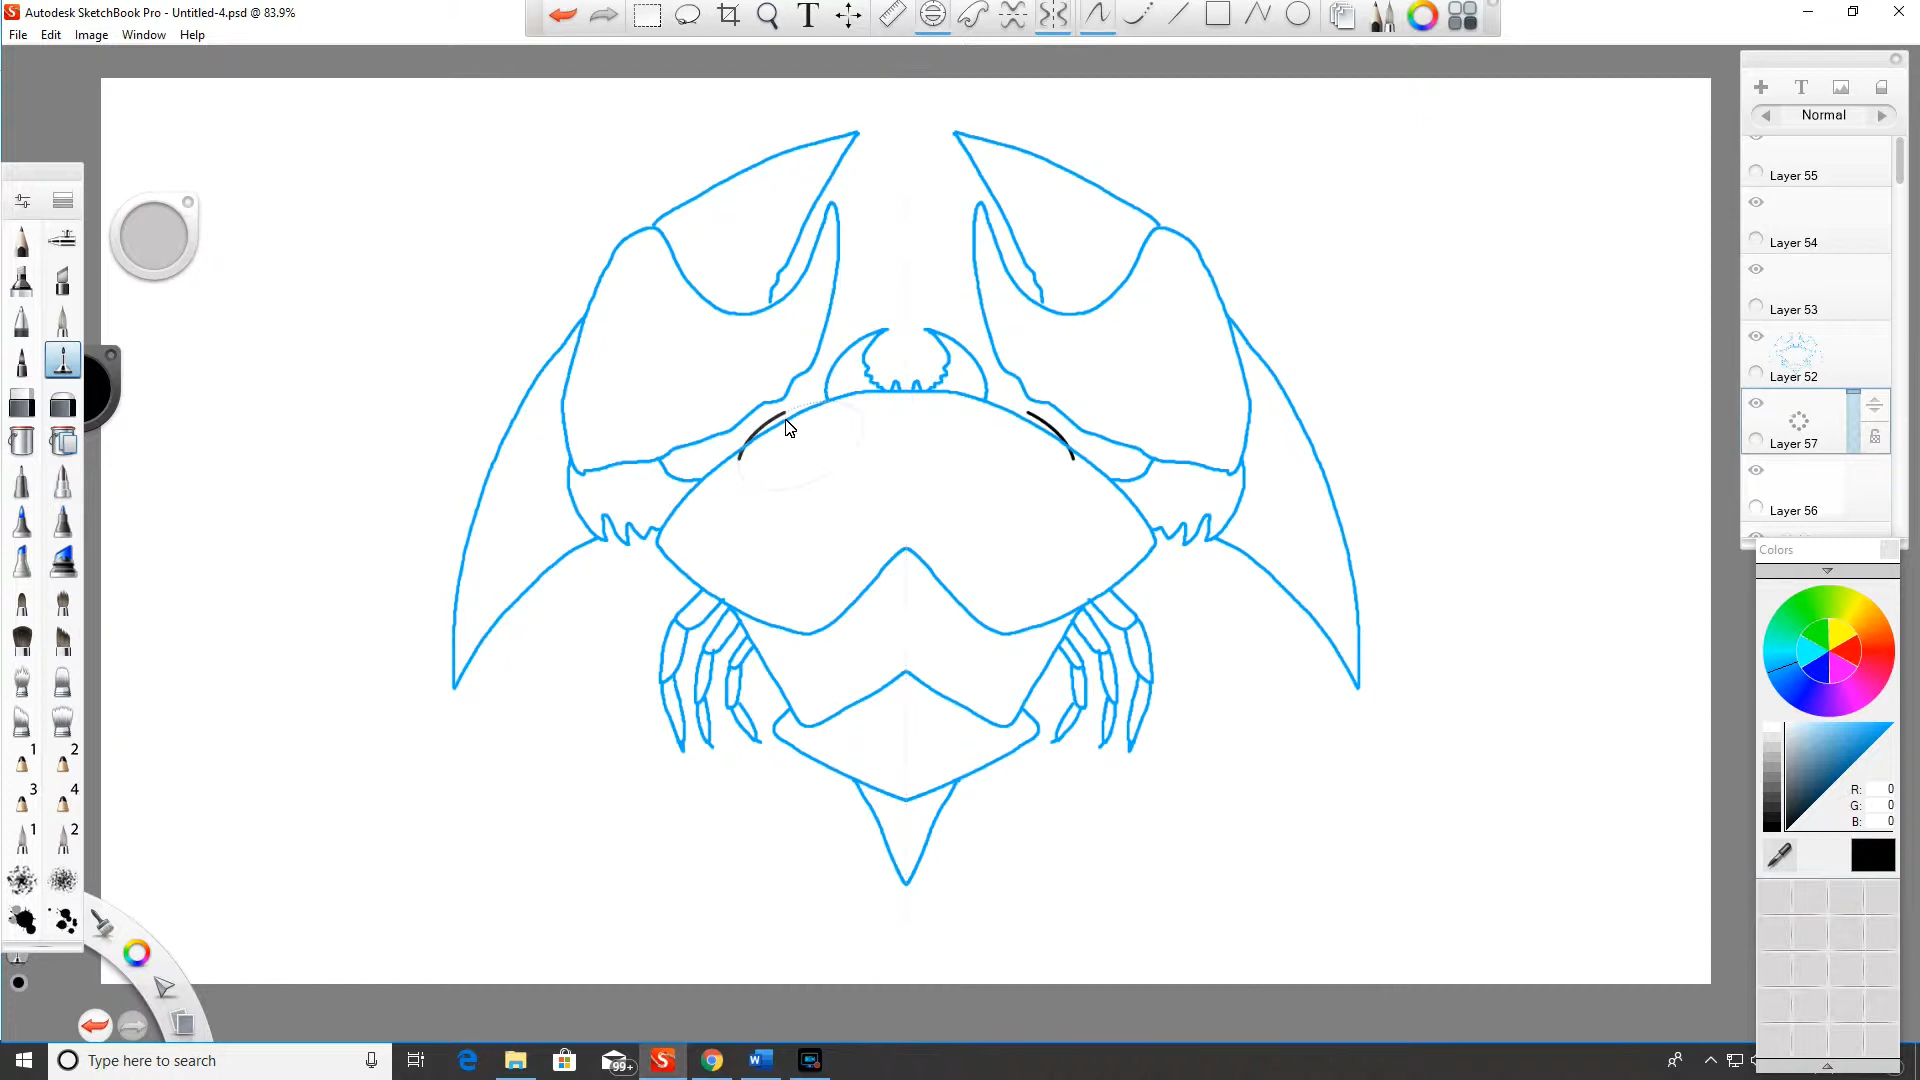 Autodesk SketchBook Pro - Untitled-4.psd @ 83.9%
File Edit Image Window Help
T
T
Normal
Layer 55
Layer 54
Layer 53
Layer 52
Layer 57
Layer 56
Colors
R: 0
G: 0
B: 0
1 2
3 4
1 2
Type here to search
99+
S
W